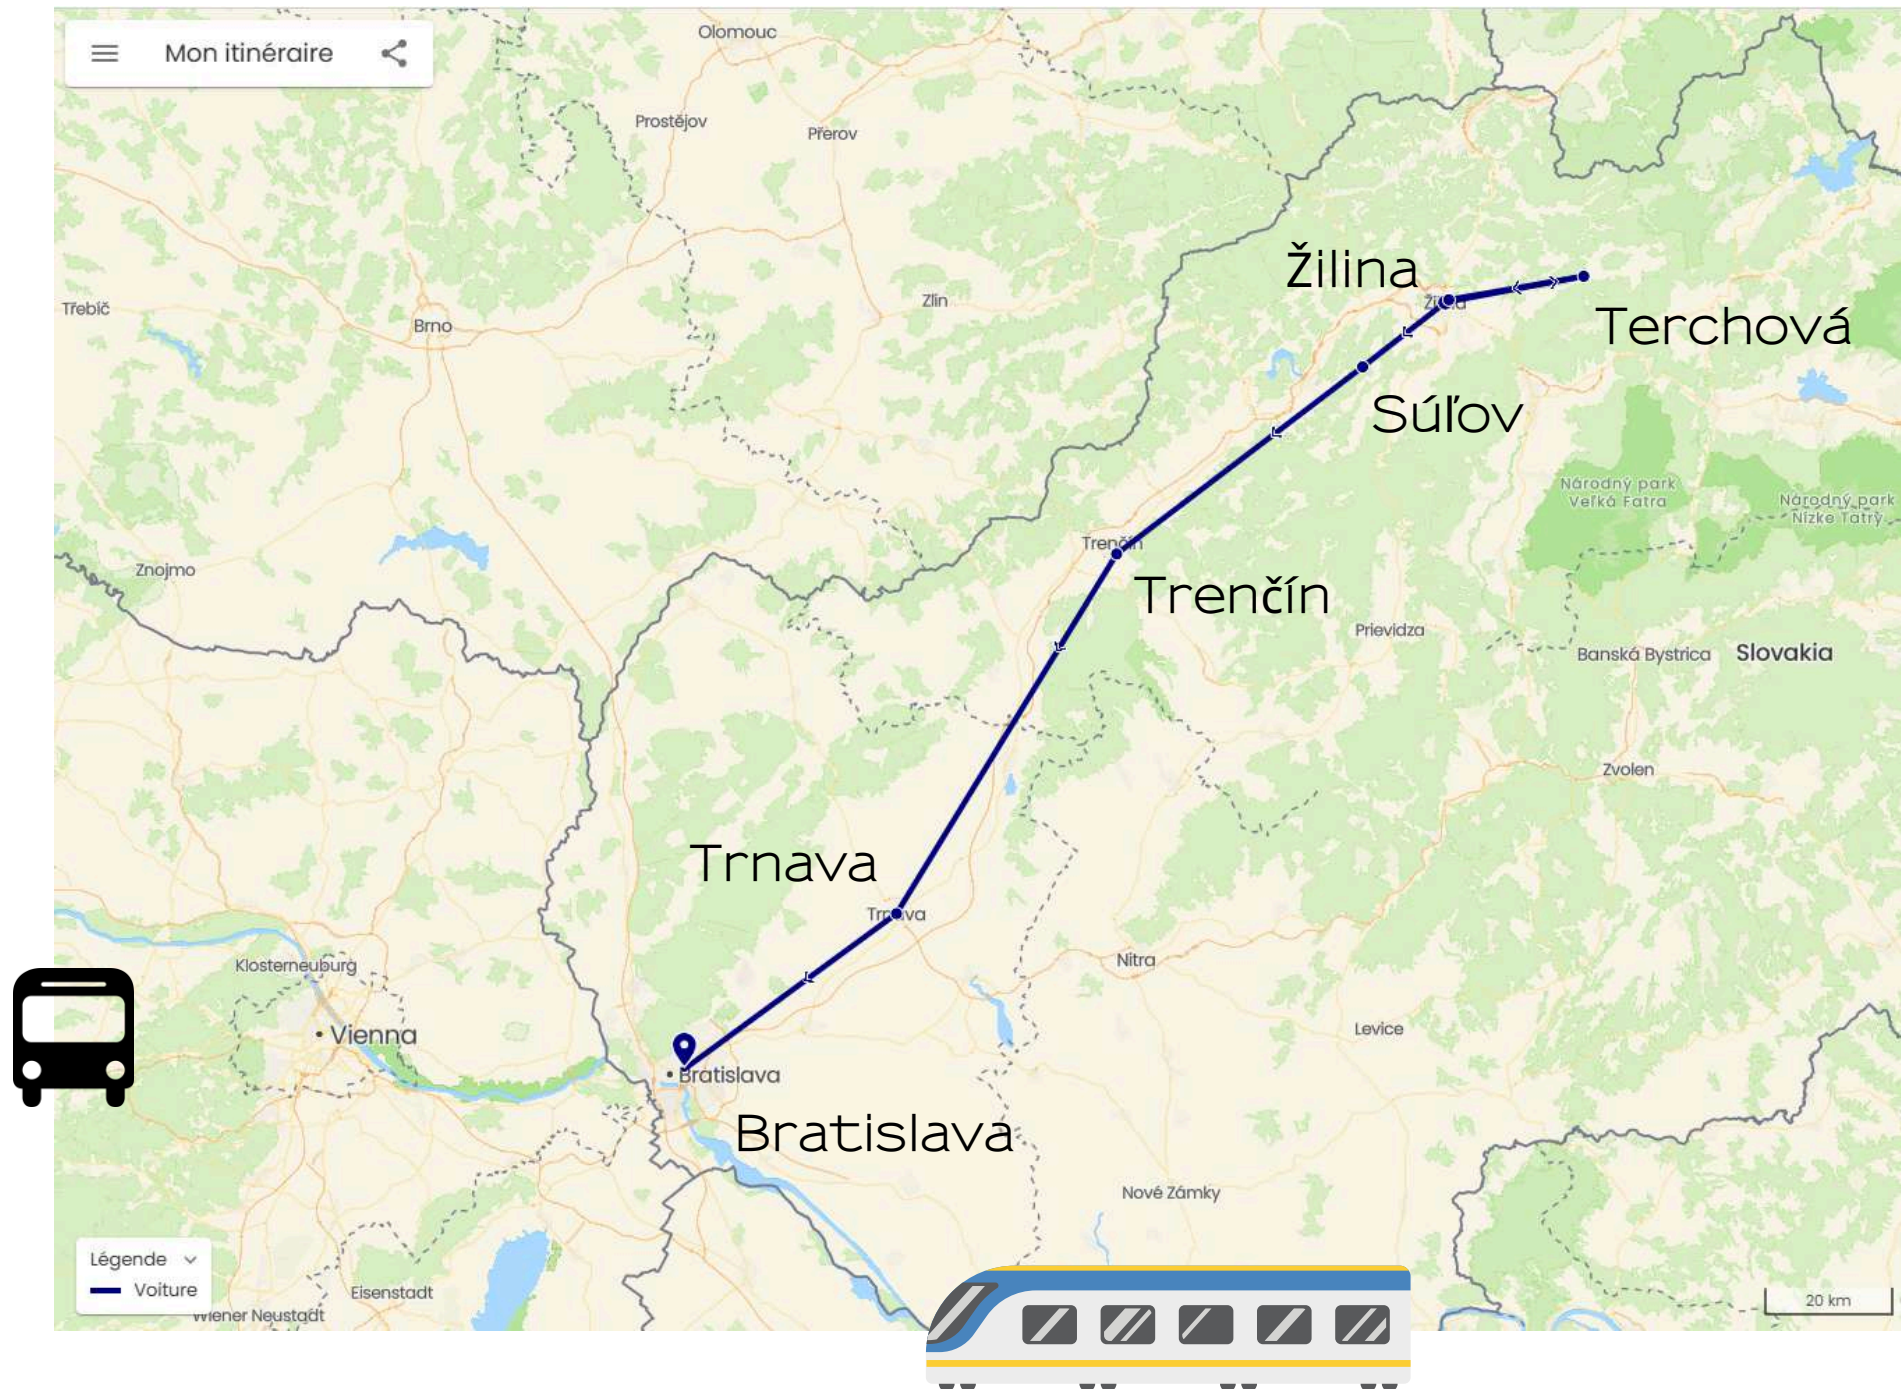 Mon itinéraire
Olomouc
Prostějov
Přerov
Žilina
Třebíč
Zlín
Brno
Terchová
Súľov
Národný park
Veľká Fatra
Národný park
Nízke Tatry
Trenčín
Znojmo
Trenčín
Prievidza
Banská Bystrica
Slovakia
Zvolen
Trnava
Trnava
Klosterneuburg
Nitra
Vienna
Levice
Bratislava
Bratislava
Nové Zámky
Légende
Voiture
Eisenstadt
Wiener Neustadt
20 km